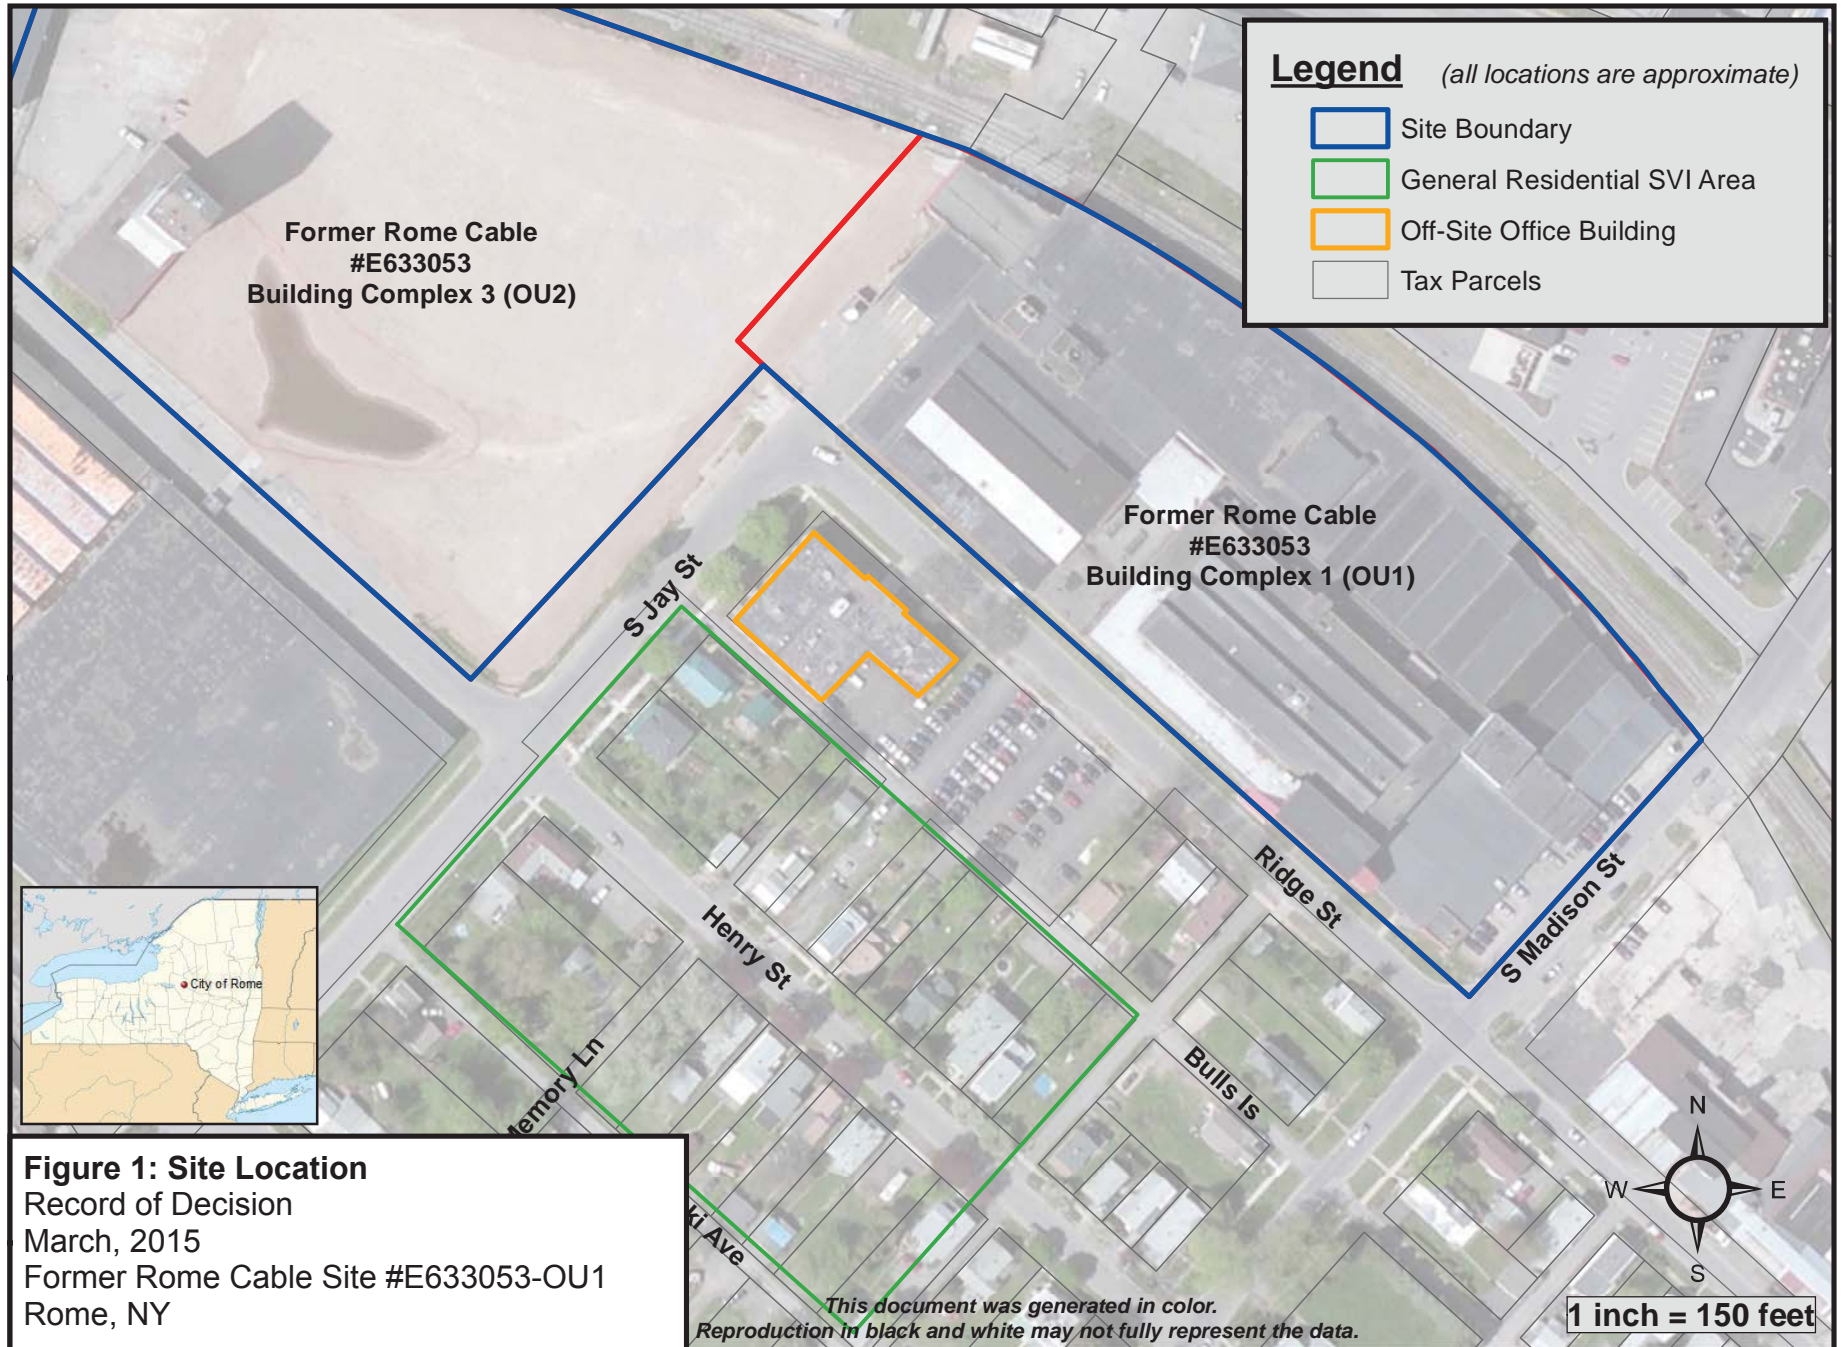 Legend (all locations are approximate)
Site Boundary
General Residential SVI Area
Off-Site Office Building
Tax Parcels
Former Rome Cable
#E633053
Building Complex 3 (OU2)
Former Rome Cable
#E633053
Building Complex 1 (OU1)
S Jay St
Ridge St
S Madison St
Henry St
Bulls Is
Memory Ln
ki Ave
City of Rome
N
W
E
S
Figure 1: Site Location
Record of Decision
March, 2015
Former Rome Cable Site #E633053-OU1
Rome, NY
This document was generated in color.
Reproduction in black and white may not fully represent the data.
1 inch = 150 feet